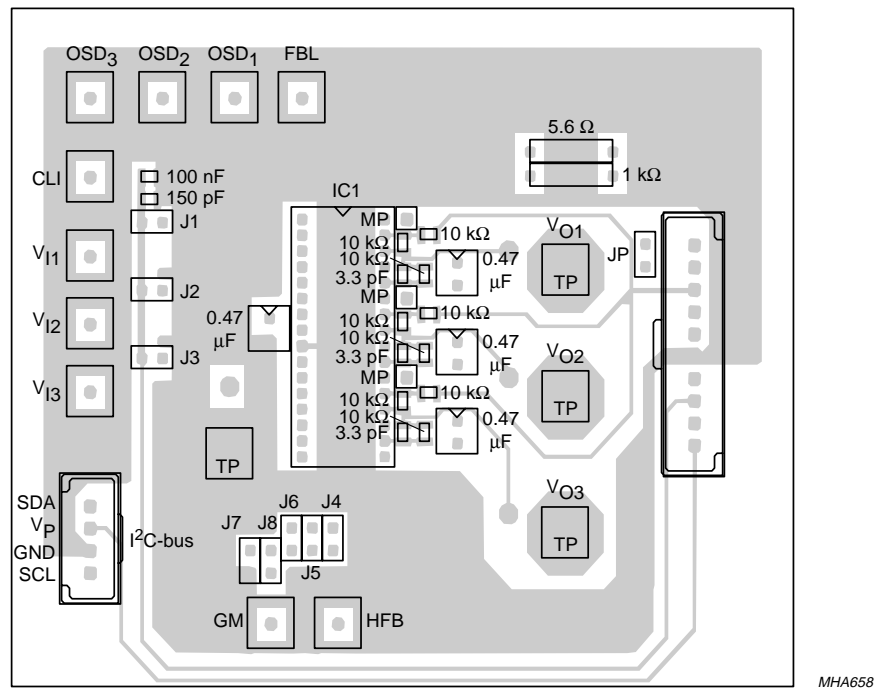 OSD3 OSD2 OSD1 FBL
5.6 Ω
1 kΩ
CLI
100 nF
150 pF
IC1
J1
MP
10 kΩ
10 kΩ
10 kΩ
3.3 pF
0.47
μF
VO1
TP
JP
VI1
J2
MP
10 kΩ
10 kΩ
10 kΩ
3.3 pF
0.47
μF
0.47
μF
VO2
TP
VI2
J3
MP
10 kΩ
10 kΩ
10 kΩ
3.3 pF
0.47
μF
VI3
TP
VO3
TP
SDA
VP
GND
SCL
I2C-bus
J7 J8 J6 J4
J5
GM
HFB
MHA658